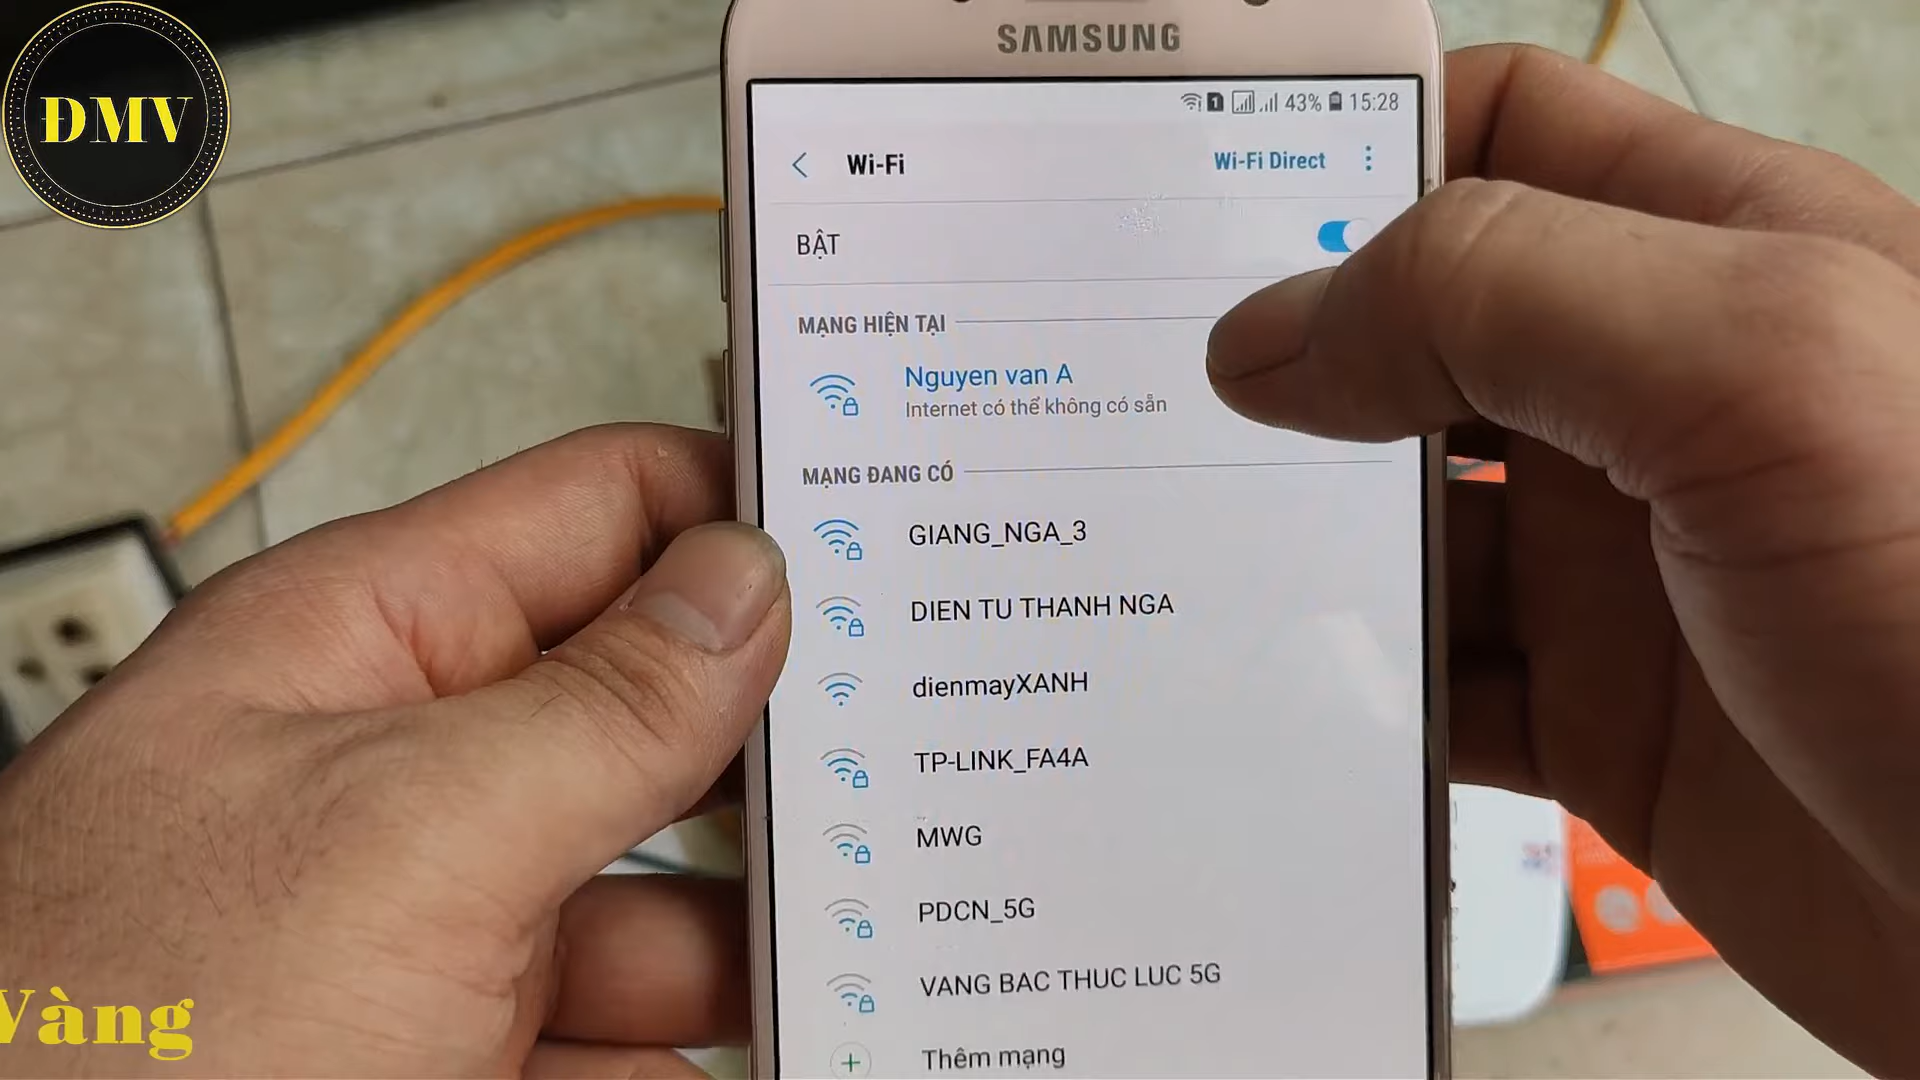 ĐMV
SAMSUNG
1 43% 15:28
Wi-Fi
Wi-Fi Direct
BẬT
MẠNG HIỆN TẠI
Nguyen van A
Internet có thể không có sẵn
MẠNG ĐANG CÓ
GIANG_NGA_3
DIEN TU THANH NGA
dienmayXANH
TP-LINK_FA4A
MWG
PDCN_5G
VANG BAC THUC LUC 5G
Thêm mạng
Vàng